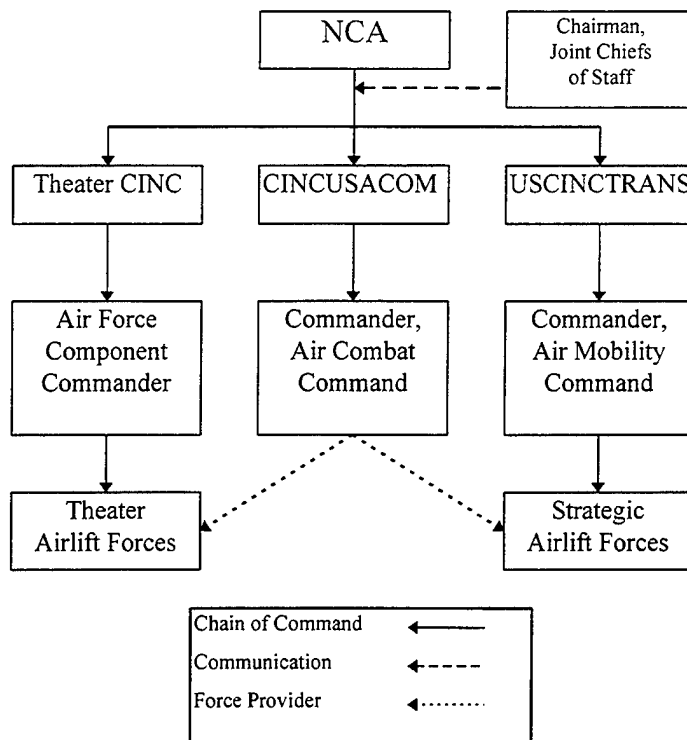 NCA
Chairman,
Joint Chiefs
of Staff
Theater CINC
CINCUSACOM
USCINCTRANS
Air Force
Component
Commander
Commander,
Air Combat
Command
Commander,
Air Mobility
Command
Theater
Airlift Forces
Strategic
Airlift Forces
Chain of Command
Communication
Force Provider